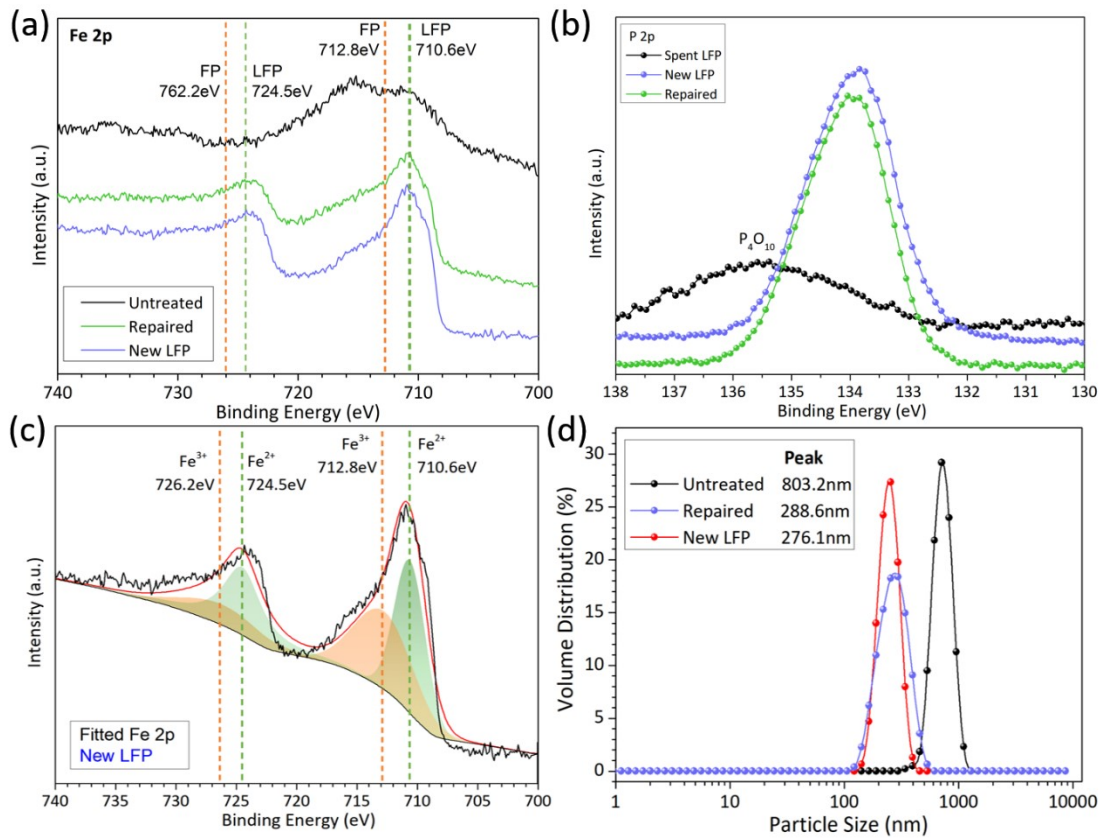 (a)
Fe 2p
FP
712.8eV
LFP
710.6eV
FP
762.2eV
LFP
724.5eV
Intensity (a.u.)
Untreated
Repaired
New LFP
740 730 720 710 700
Binding Energy (eV)
(b)
P 2p
Spent LFP
New LFP
Repaired
P4O10
Intensity (a.u.)
138 137 136 135 134 133 132 131 130
Binding Energy (eV)
(c)
Fe3+
726.2eV
Fe2+
724.5eV
Fe3+
712.8eV
Fe2+
710.6eV
Intensity (a.u.)
Fitted Fe 2p
New LFP
740 735 730 725 720 715 710 705 700
Binding Energy (eV)
(d)
Peak
Untreated 803.2nm
Repaired 288.6nm
New LFP 276.1nm
Volume Distribution (%)
30
25
20
15
10
5
0
1 10 100 1000 10000
Particle Size (nm)